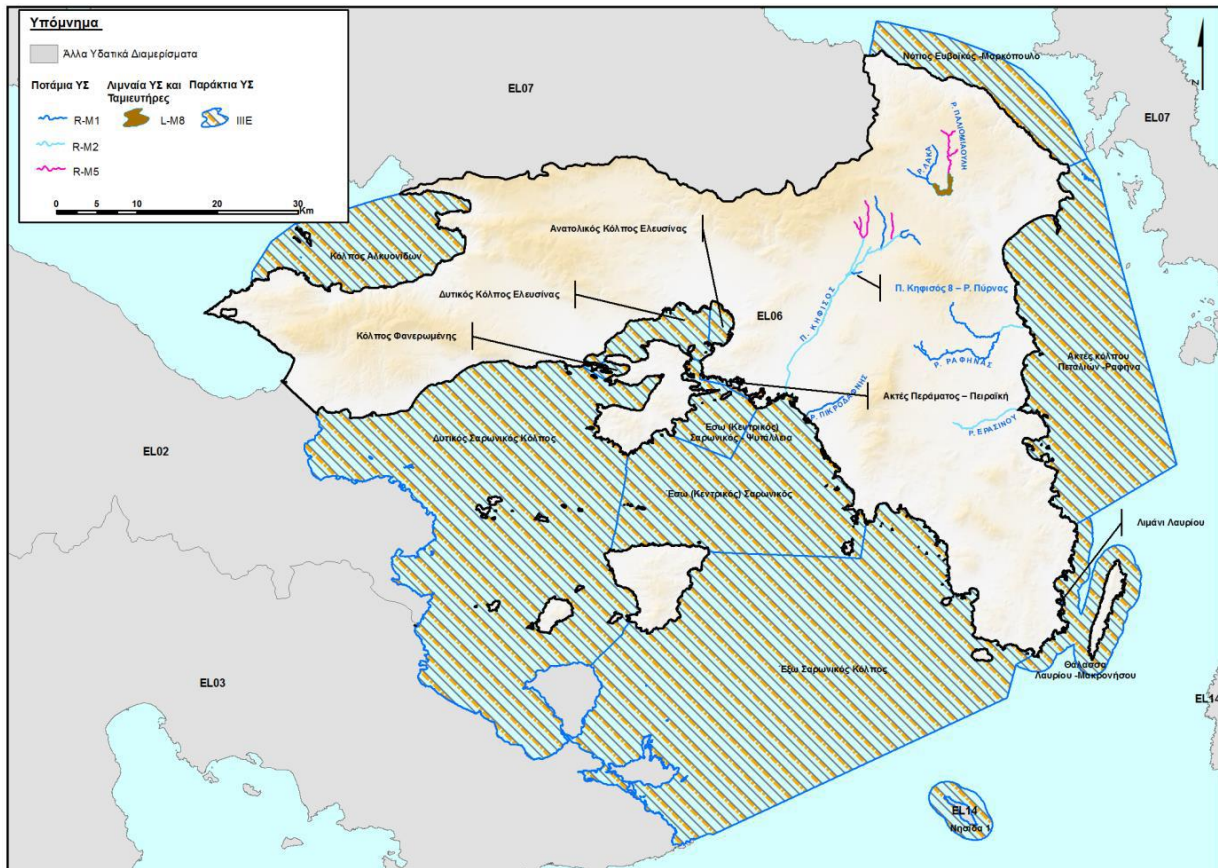 Υπόμνημα
Άλλα Υδατικά Διαμερίσματα
Ποτάμια ΥΣ
Λιμναία ΥΣ και
Ταμιευτήρες
Παράκτια ΥΣ
R-M1
L-M8
IIIE
R-M2
R-M5
0 10 20 30
Km
N
EL07
Νότιος Ευβοϊκός -Μαρκόπουλο
EL07
Ρ. ΠΑΛΙΟΜΙΑΟΥΛΗ
Ρ. ΛΑΚΑ
Ανατολικός Κόλπος Ελευσίνας
Κόλπος Αλκυονίδων
Δυτικός Κόλπος Ελευσίνας
Π. Κηφισός 8 – Ρ. Πύρνας
EL06
Κόλπος Φανερωμένης
Π. ΚΗΦΙΣΟΣ
Ακτές κόλπου
Πεταλιών -Ραφήνα
Ρ. ΡΑΦΗΝΑΣ
Ακτές Περάματος – Πειραϊκή
Ρ. ΠΙΚΡΟΔΑΦΝΗΣ
Ρ. ΕΡΑΣΙΝΟΥ
Δυτικός Σαρωνικός Κόλπος
Έσω (Κεντρικός)
Σαρωνικός - Ψυττάλλεια
EL02
Έσω (Κεντρικός) Σαρωνικός
Λιμάνι Λαυρίου
Έξω Σαρωνικός Κόλπος
Θάλασσα
Λαυρίου -Μακρονήσου
EL03
EL14
EL14
Νησίδα 1